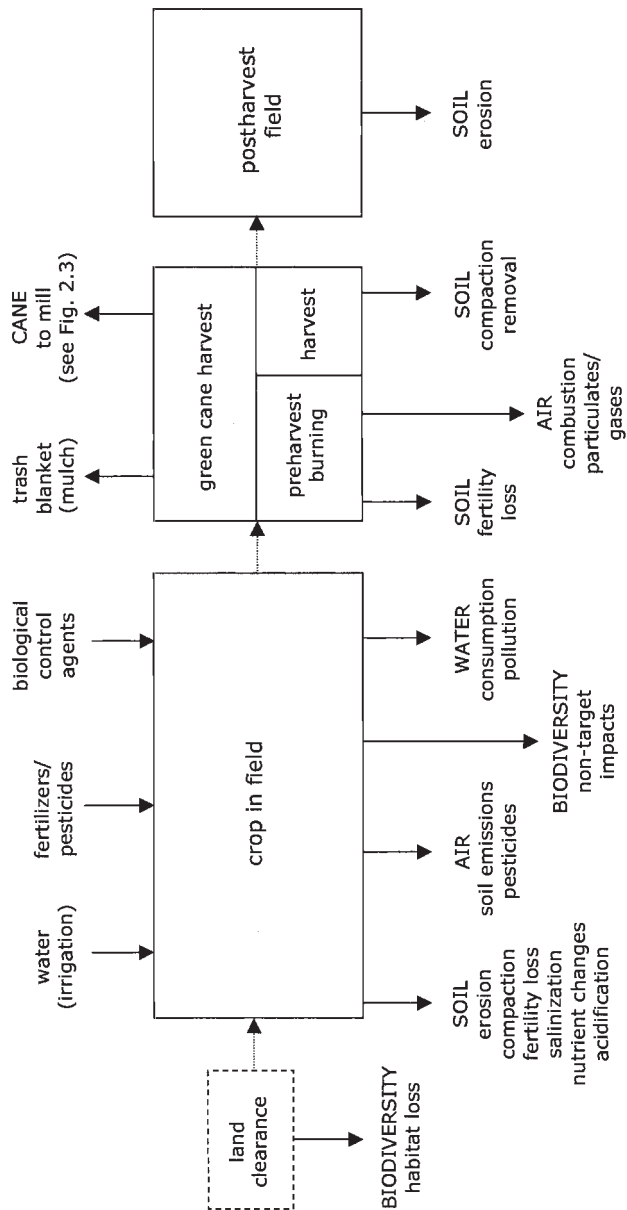 water
(irrigation)
fertilizers/
pesticides
biological
control
agents
trash
blanket
(mulch)
CANE
to mill
(see Fig. 2.3)
land
clearance
crop in field
green cane harvest
preharvest
burning
harvest
postharvest
field
BIODIVERSITY
habitat loss
SOIL
erosion
compaction
fertility loss
salinization
nutrient changes
acidification
AIR
soil emissions
pesticides
BIODIVERSITY
non-target
impacts
WATER
consumption
pollution
SOIL
fertility
loss
AIR
combustion
particulates/
gases
SOIL
compaction
removal
SOIL
erosion